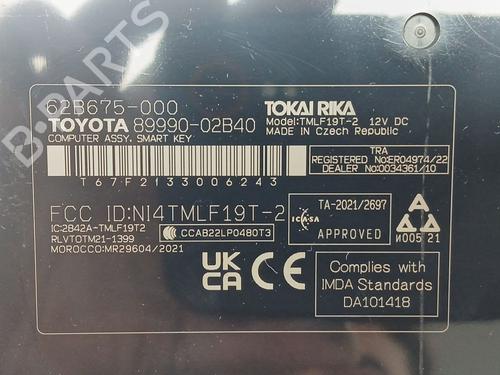 B-PARTS
62B675-000
TOYOTA 89990-02B40
COMPUTER ASSY. SMART KEY
TOKAI RIKA
Model:TMLF19T-2 12V DC
MADE IN Czech Republic
T67F2133006243
TRA
REGISTERED No:ER04974/22
DEALER No:0034361/10
FCC ID:NI4TMLF19T-2
IC:2842A-TMLF19T2
RLVTOTM21-1399
MOROCCO:MR29604/2021
CCAB22LP0480T3
ICASA
TA-2021/2697
APPROVED
И005 21
UK
CA
Complies with
IMDA Standards
DA101418